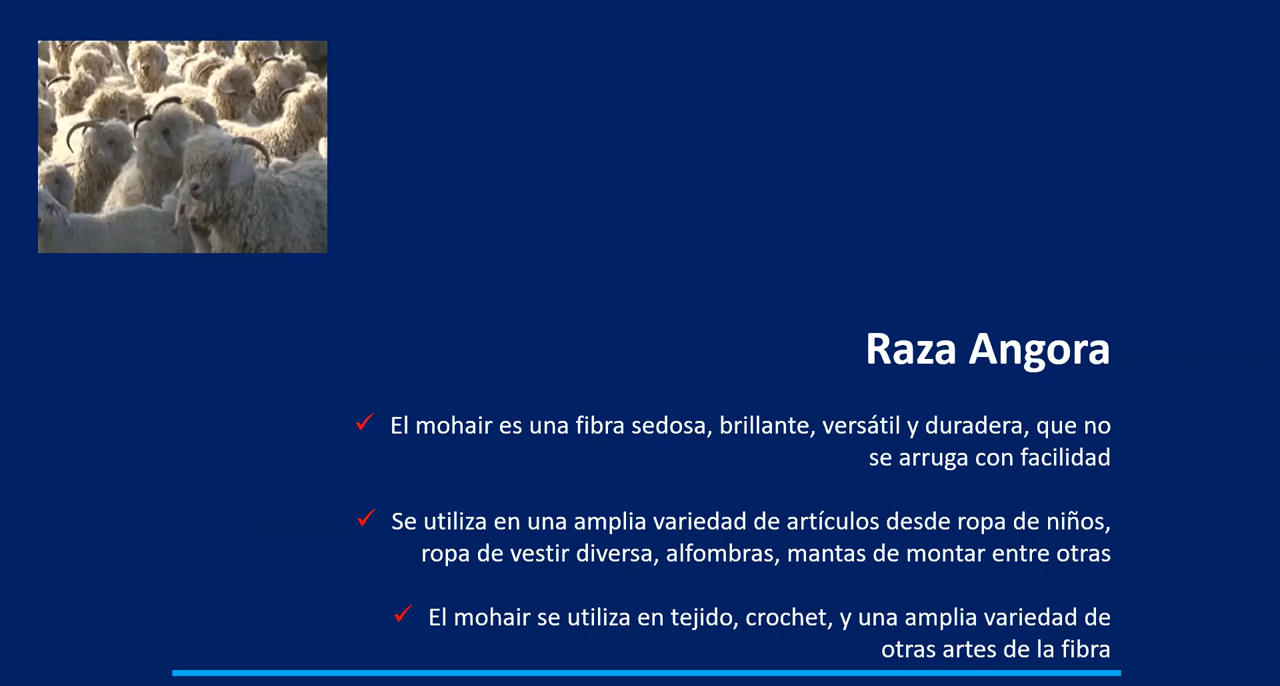 Raza Angora
El mohair es una fibra sedosa, brillante, versátil y duradera, que no
se arruga con facilidad
Se utiliza en una amplia variedad de artículos desde ropa de niños,
ropa de vestir diversa, alfombras, mantas de montar entre otras
El mohair se utiliza en tejido, crochet, y una amplia variedad de
otras artes de la fibra